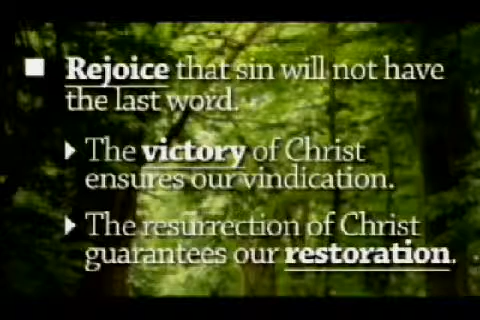 Rejoice that sin will not have
the last word.
The victory of Christ
ensures our vindication.
The resurrection of Christ
guarantees our restoration.